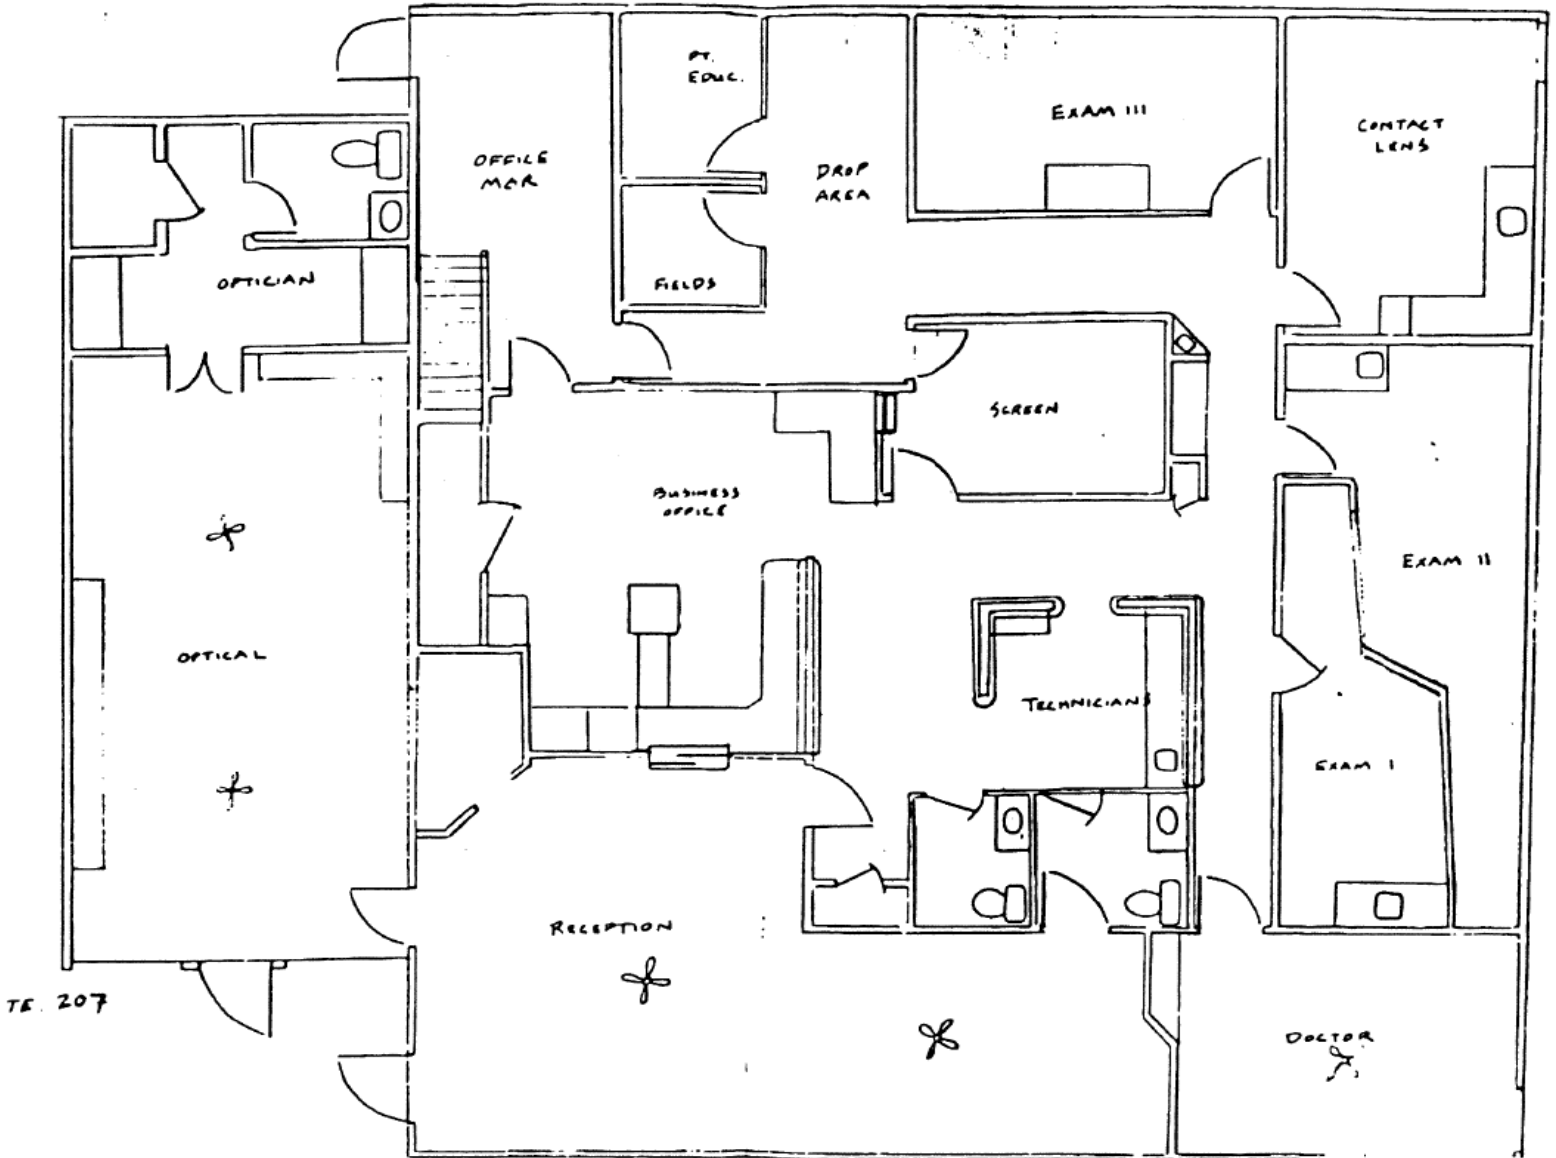 PT.
EDUC.
EXAM III
CONTACT
LENS
OFFICE
MGR
DROP
AREA
OPTICIAN
FIELDS
SCREEN
BUSINESS
OFFICE
EXAM II
OPTICAL
TECHNICIANS
EXAM I
RECEPTION
TE. 207
DOCTOR